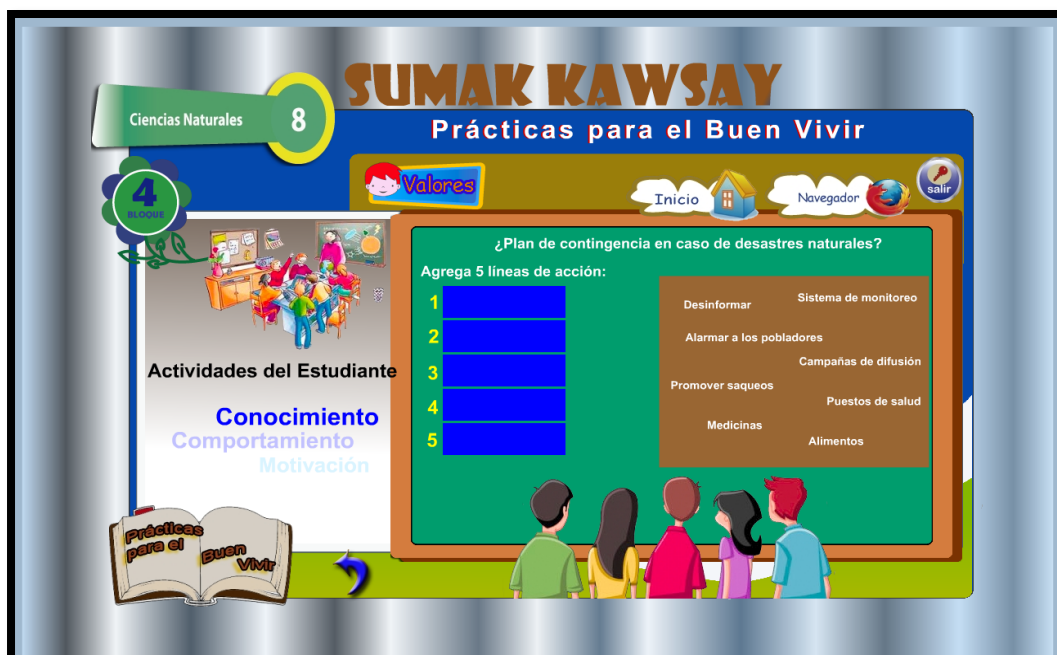 SUMAK KAWSAY
Ciencias Naturales
8
Prácticas para el Buen Vivir
Valores
Inicio
Navegador
salir
4
BLOQUE
¿Plan de contingencia en caso de desastres naturales?
Agrega 5 líneas de acción:
1
2
3
4
5
Desinformar
Sistema de monitoreo
Alarmar a los pobladores
Campañas de difusión
Promover saqueos
Puestos de salud
Medicinas
Alimentos
Actividades del Estudiante
Conocimiento
Comportamiento
Motivación
Prácticas
para el
Buen
Vivir